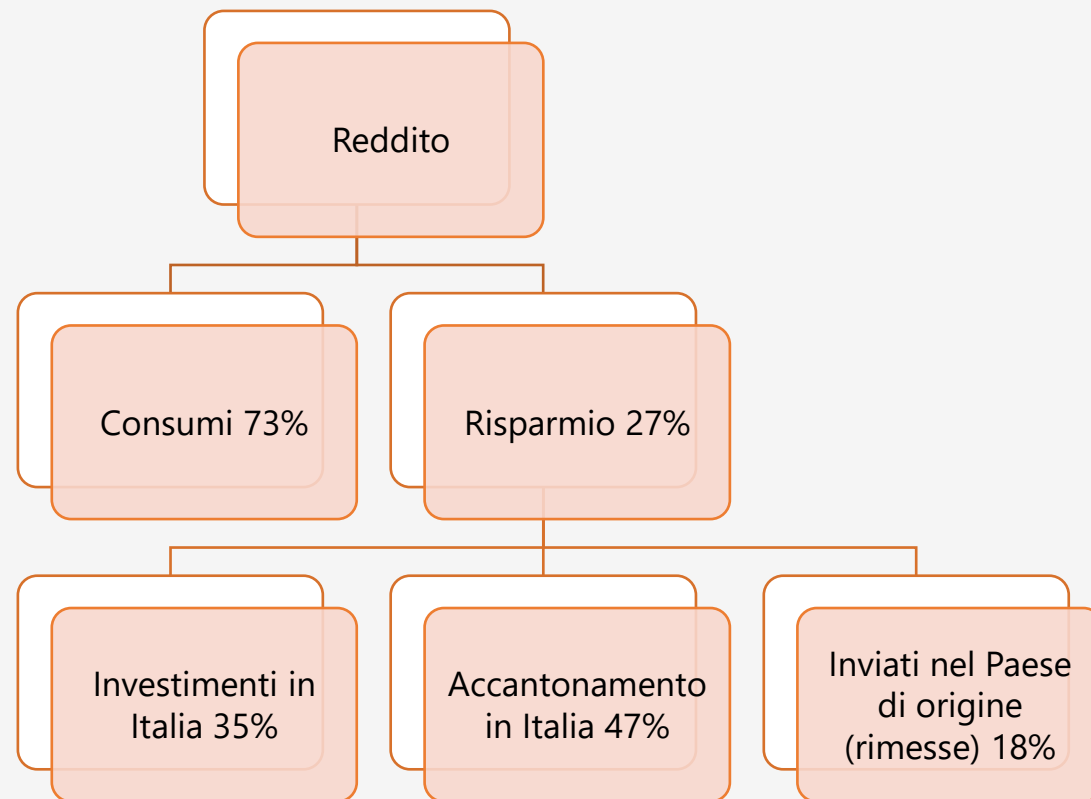 Reddito
Consumi 73%
Risparmio 27%
Investimenti in
Italia 35%
Accantonamento
in Italia 47%
Inviati nel Paese
di origine
(rimesse) 18%